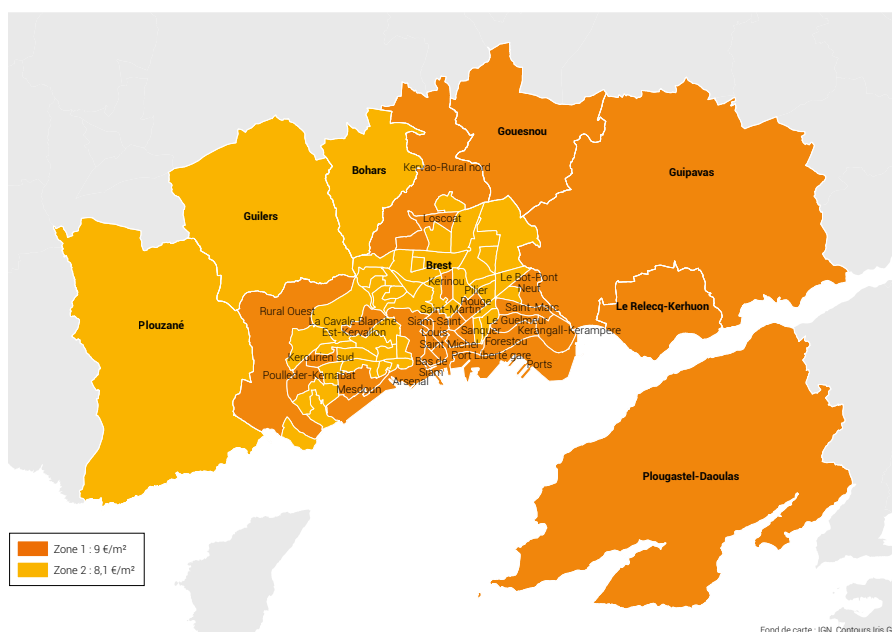 Gouesnou
Kervao-Rural nord
Bohars
Guipavas
Guilers
Loscoat
Brest
Le Bot-Pont
Neuf
Kerinou
Pilier
Rouge
Le Relecq-Kerhuon
Rural Ouest
Saint-Martin
Saint-Marc
Plouzané
La Cavale Blanche
Est-Kervallon
Siam-Saint
Louis
Le Guelmeur
Sanquer
Kerangall-Kerampere
Saint Michel
Forestou
Kerourien sud
Port Liberté gare
Bas de
Siam
Ports
Poulleder-Kernabat
Arsenal
Mesdoun
Plougastel-Daoulas
Zone 1 : 9 €/m²
Zone 2 : 8,1 €/m²
Fond de carte : IGN, Contours Iris G